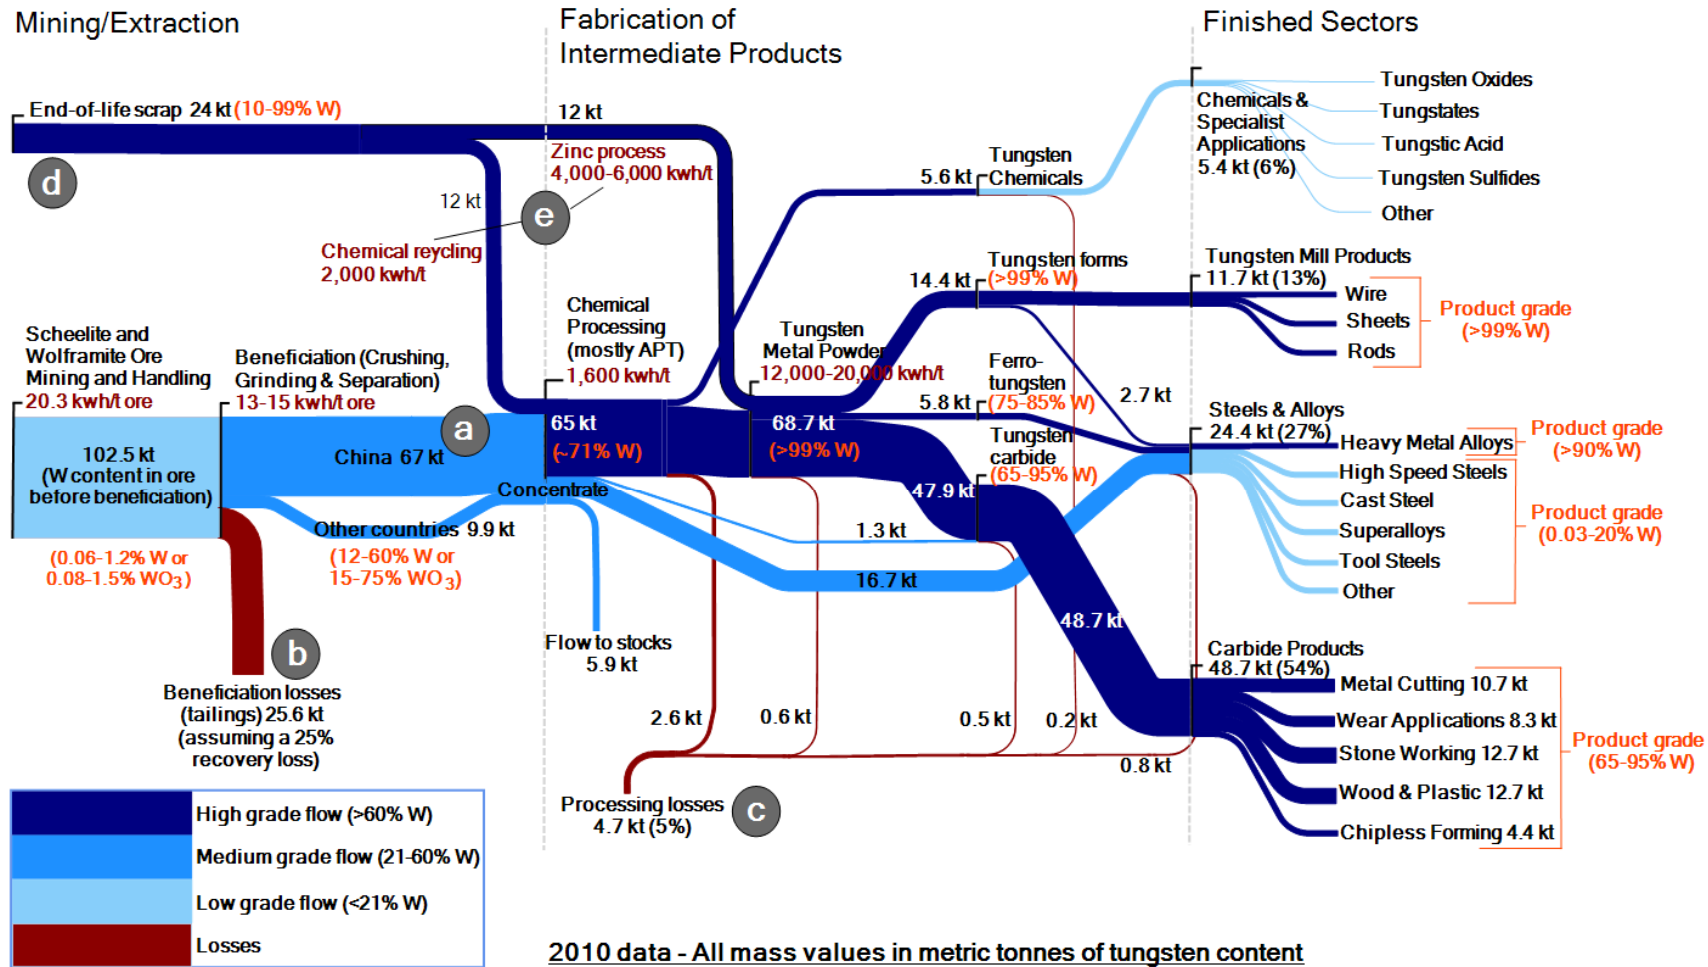 Mining/Extraction
Fabrication of
Intermediate Products
Finished Sectors
End-of-life scrap 24 kt (10-99% W)
d
12 kt
Zinc process
4,000-6,000 kwh/t
e
12 kt
Chemical reycling
2,000 kwh/t
Scheelite and
Wolframite Ore
Mining and Handling
20.3 kwh/t ore
Beneficiation (Crushing,
Grinding & Separation)
13-15 kwh/t ore
a
102.5 kt
(W content in ore
before beneficiation)
China 67 kt
Concentrate
Other countries 9.9 kt
(0.06-1.2% W or
0.08-1.5% WO₃)
(12-60% W or
15-75% WO₃)
b
Beneficiation losses
(tailings) 25.6 kt
(assuming a 25%
recovery loss)
Flow to stocks
5.9 kt
Chemical
Processing
(mostly APT)
1,600 kwh/t
65 kt
(~71% W)
Tungsten
Metal Powder
12,000-20,000 kwh/t
68.7 kt
(>99% W)
5.6 kt
Tungsten
Chemicals
14.4 kt
Tungsten forms
(>99% W)
5.8 kt
Ferro-
tungsten
(75-85% W)
Tungsten
carbide
(65-95% W)
47.9 kt
2.7 kt
1.3 kt
16.7 kt
48.7 kt
2.6 kt
0.6 kt
0.5 kt
0.2 kt
0.8 kt
Processing losses
4.7 kt (5%)
c
Chemicals &
Specialist
Applications
5.4 kt (6%)
Tungsten Oxides
Tungstates
Tungstic Acid
Tungsten Sulfides
Other
Tungsten Mill Products
11.7 kt (13%)
Wire
Sheets
Rods
Product grade
(>99% W)
Steels & Alloys
24.4 kt (27%)
Heavy Metal Alloys
Product grade
(>90% W)
High Speed Steels
Cast Steel
Superalloys
Tool Steels
Other
Product grade
(0.03-20% W)
Carbide Products
48.7 kt (54%)
Metal Cutting 10.7 kt
Wear Applications 8.3 kt
Stone Working 12.7 kt
Wood & Plastic 12.7 kt
Chipless Forming 4.4 kt
Product grade
(65-95% W)
High grade flow (>60% W)
Medium grade flow (21-60% W)
Low grade flow (<21% W)
Losses
2010 data - All mass values in metric tonnes of tungsten content